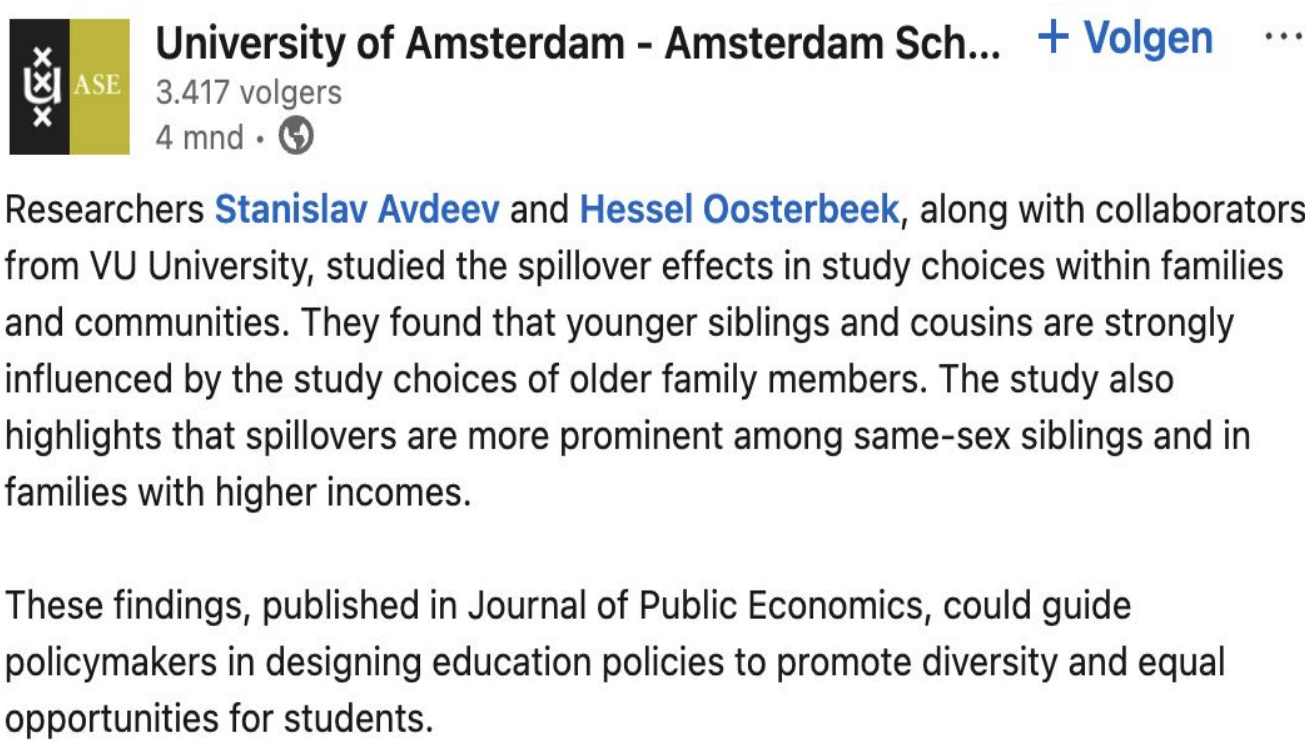 ASE
University of Amsterdam - Amsterdam Sch... + Volgen ...
3.417 volgers
4 mnd •
Researchers Stanislav Avdeev and Hessel Oosterbeek, along with collaborators
from VU University, studied the spillover effects in study choices within families
and communities. They found that younger siblings and cousins are strongly
influenced by the study choices of older family members. The study also
highlights that spillovers are more prominent among same-sex siblings and in
families with higher incomes.
These findings, published in Journal of Public Economics, could guide
policymakers in designing education policies to promote diversity and equal
opportunities for students.